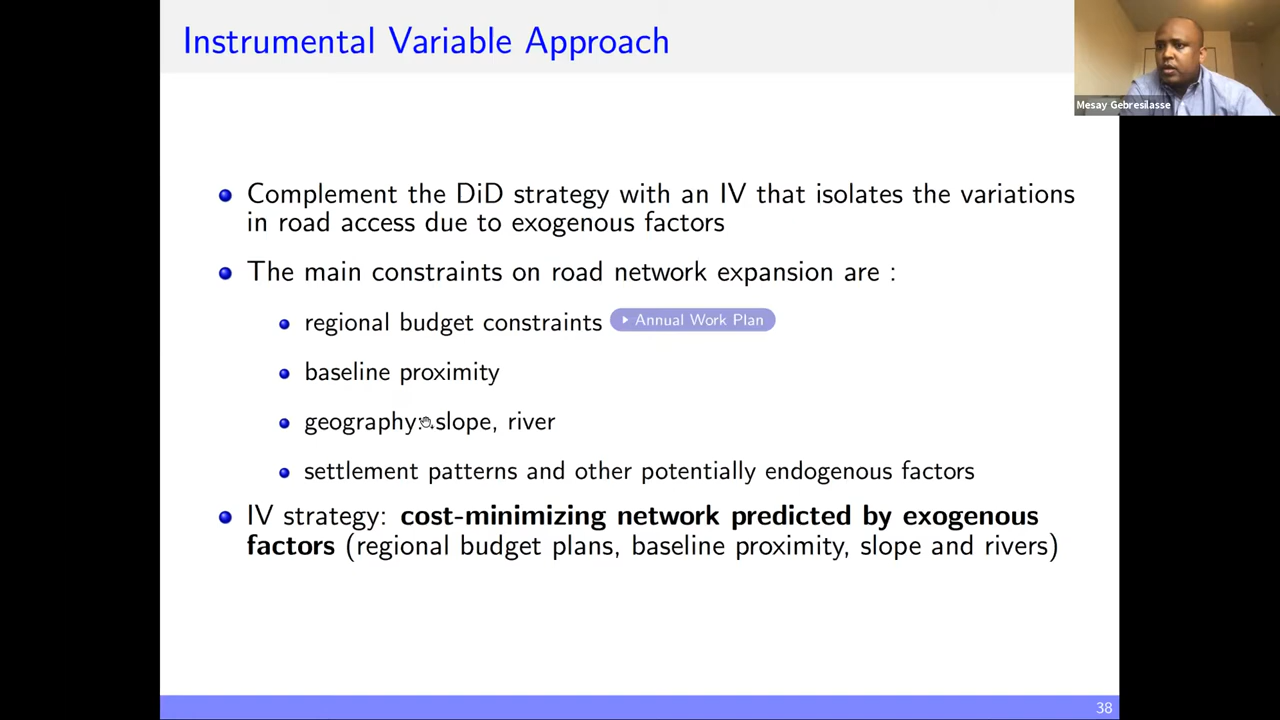 Instrumental Variable Approach
Mesay Gebresilasse
Complement the DiD strategy with an IV that isolates the variations
in road access due to exogenous factors
The main constraints on road network expansion are :
regional budget constraints Annual Work Plan
baseline proximity
geography: slope, river
settlement patterns and other potentially endogenous factors
IV strategy: cost-minimizing network predicted by exogenous
factors (regional budget plans, baseline proximity, slope and rivers)
38